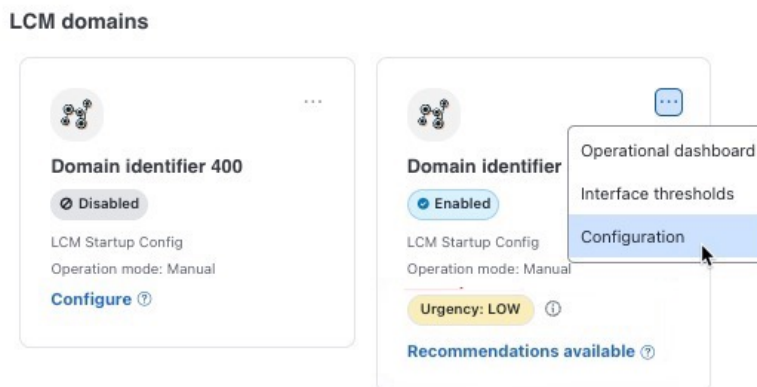 LCM domains
...
Domain identifier 400
Disabled
LCM Startup Config
Operation mode: Manual
Configure ?
...
Domain identifier
Enabled
LCM Startup Config
Operation mode: Manual
Urgency: LOW i
Recommendations available ?
Operational dashboard
Interface thresholds
Configuration